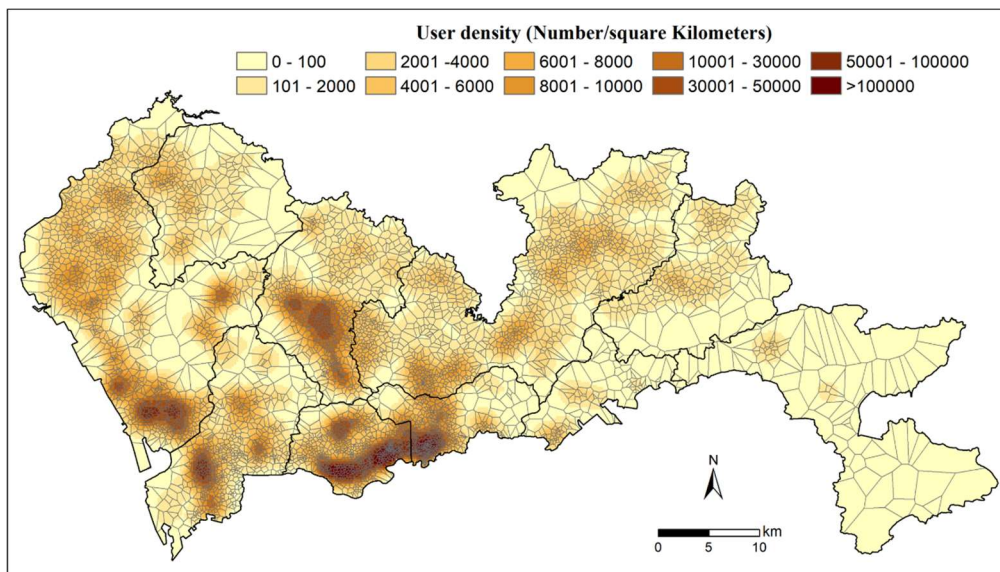 User density (Number/square Kilometers)
0 - 100 2001 -4000 6001 - 8000 10001 - 30000 50001 - 100000
101 - 2000 4001 - 6000 8001 - 10000 30001 - 50000 >100000
N
km
0 5 10